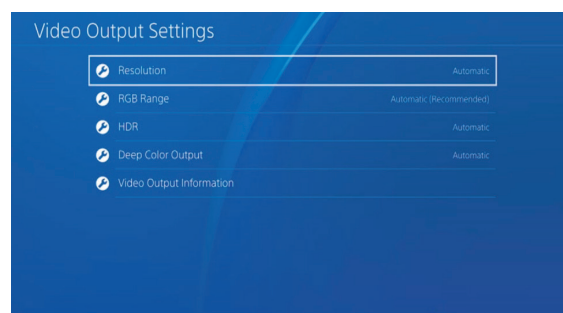 Video Output Settings
Resolution Automatic
RGB Range Automatic (Recommended)
HDR Automatic
Deep Color Output Automatic
Video Output Information